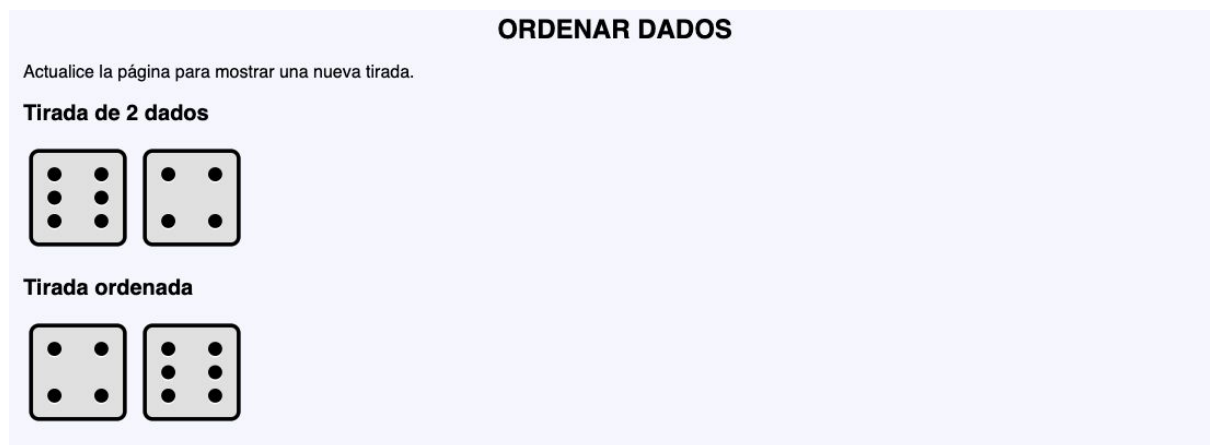 ORDENAR DADOS
Actualice la página para mostrar una nueva tirada.
Tirada de 2 dados
Tirada ordenada